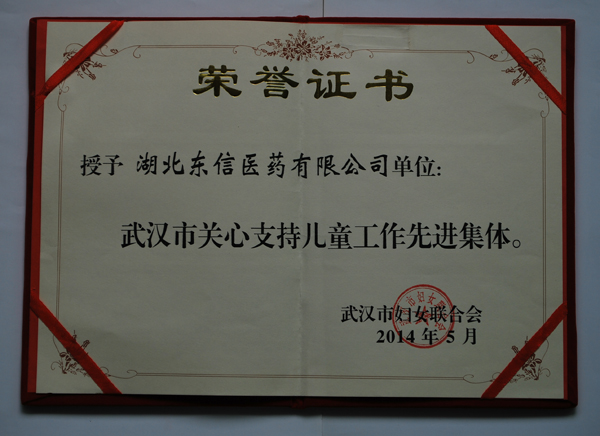 荣誉证书
授予 湖北东信医药有限公司单位:
武汉市关心支持儿童工作先进集体。
武汉市妇女联合会
2014 年 5 月